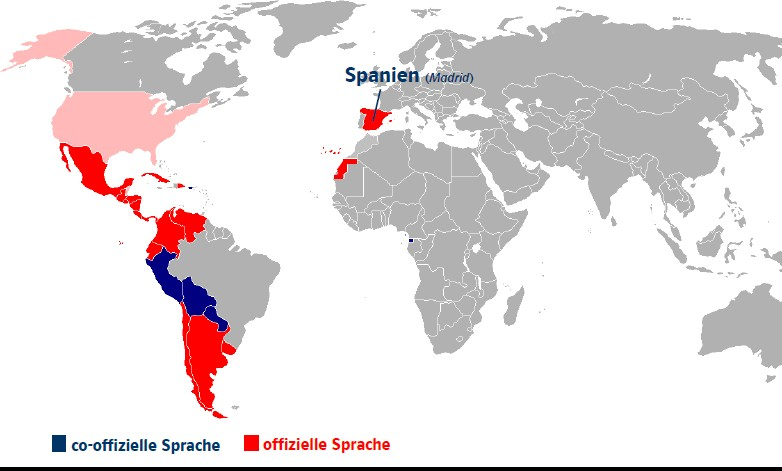 Spanien (Madrid)
co-offizielle Sprache
offizielle Sprache